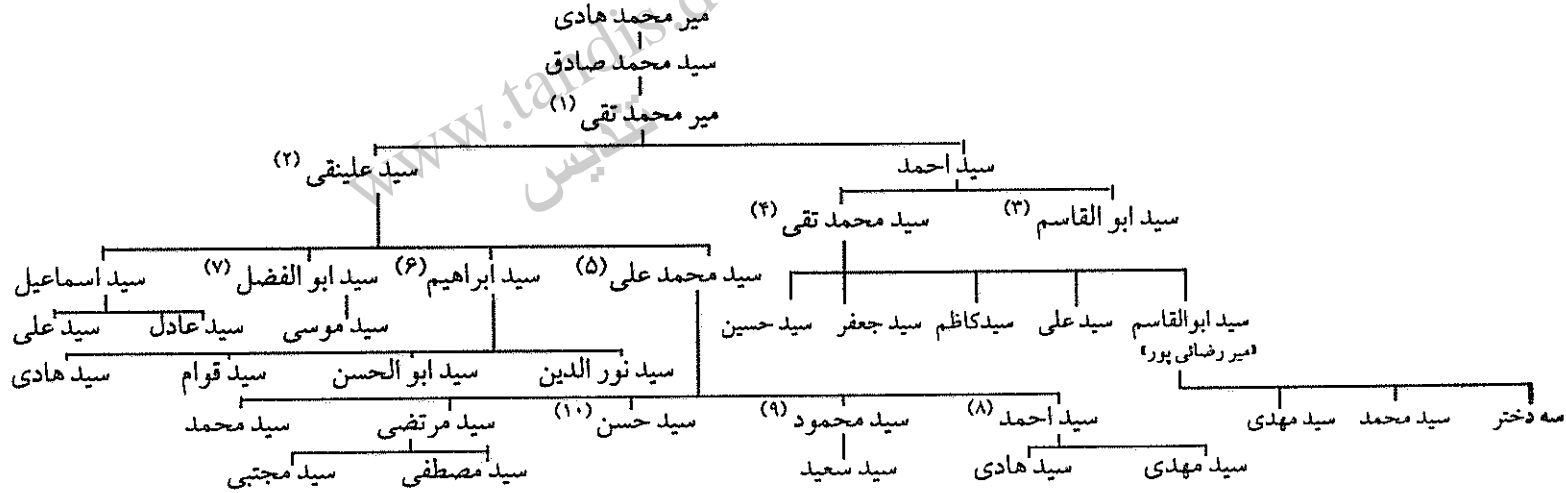 میر محمد هادی
سید محمد صادق
میر محمد تقی (۱)
سید احمد سید علینقی (۲)
سید ابو القاسم (۳) سید محمد تقی (۴)
سید محمد علی (۵) سید ابراهیم (۶) سید ابو الفضل (۷) سید اسماعیل
سید ابوالقاسم سید علی سید کاظم سید جعفر سید حسین سید موسی سید عادل سید علی
«میر رضائی پور»
سید نور الدین سید ابو الحسن سید قوام سید هادی
سه دختر سید محمد سید مهدی سید احمد (۸) سید محمود (۹) سید حسن (۱۰) سید مرتضی سید محمد
سید مهدی سید هادی سید سعید سید مصطفی سید مجتبی
www.tandis.d
تندیس